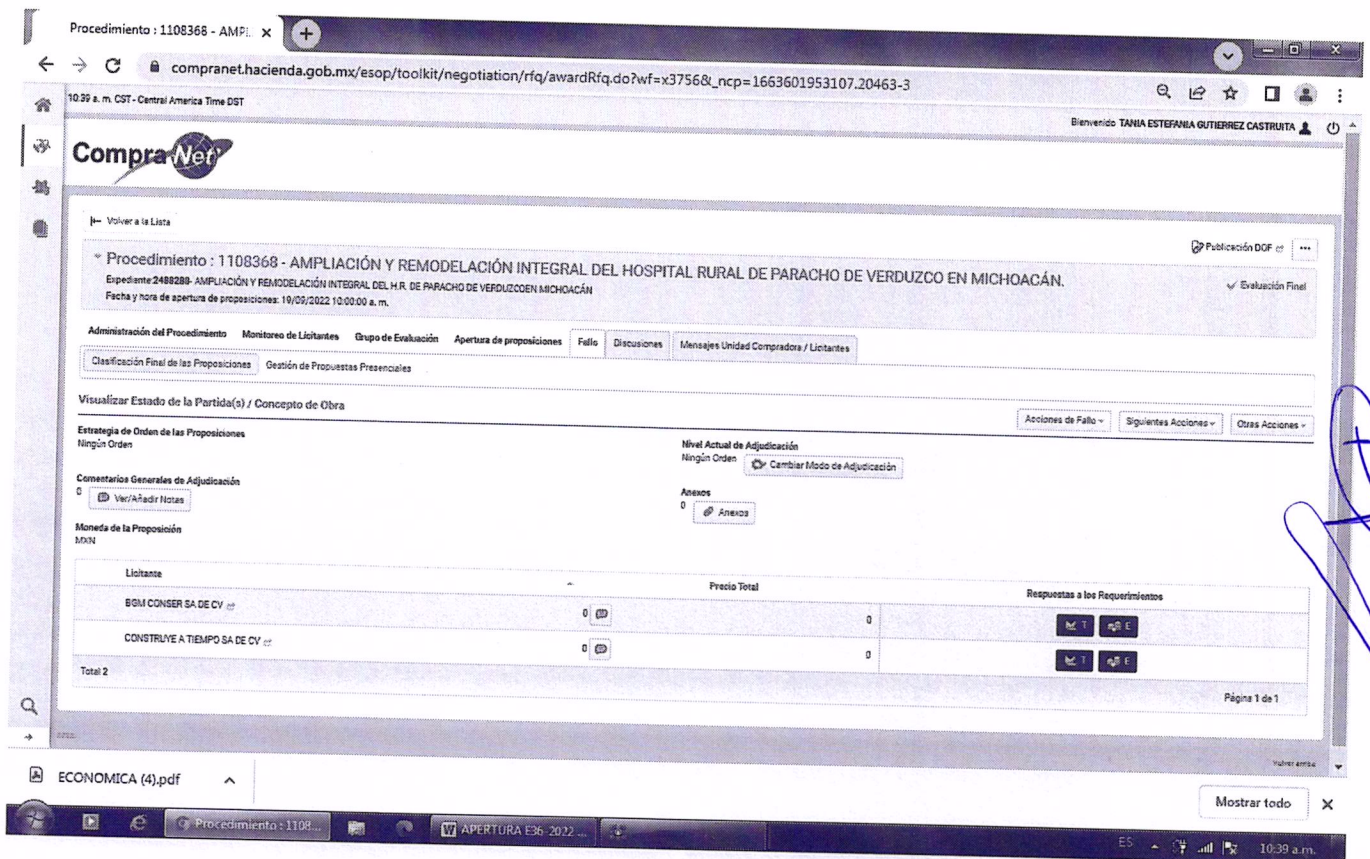 Procedimiento : 1108368 - AMPL. ×
compranet.hacienda.gob.mx/esop/toolkit/negotiation/rfq/awardRfq.do?wf=x3756&_ncp=1663601953107.20463-3
10:39 a. m. CST - Central America Time DST
Bienvenido TANIA ESTEFANIA GUTIERREZ CASTRUITA
CompraNet
Volver a la Lista
Publicación DOF ...
Procedimiento : 1108368 - AMPLIACIÓN Y REMODELACIÓN INTEGRAL DEL HOSPITAL RURAL DE PARACHO DE VERDUZCO EN MICHOACÁN.
Expediente:2488288- AMPLIACIÓN Y REMODELACIÓN INTEGRAL DEL H.R. DE PARACHO DE VERDUZCOEN MICHOACÁN
Evaluación Final
Fecha y hora de apertura de proposiciones: 19/09/2022 10:00:00 a. m.
Administración del Procedimiento Monitoreo de Licitantes Grupo de Evaluación Apertura de proposiciones Fallo Discusiones Mensajes Unidad Compradora / Licitantes
Clasificación Final de las Proposiciones Gestión de Propuestas Presenciales
Visualizar Estado de la Partida(s) / Concepto de Obra
Acciones de Fallo Siguientes Acciones Otras Acciones
Estrategia de Orden de las Proposiciones
Ningún Orden
Nivel Actual de Adjudicación
Ningún Orden Cambiar Modo de Adjudicación
Comentarios Generales de Adjudicación
0 Ver/Añadir Notas
Anexos
0 Anexos
Moneda de la Proposición
MXN
Licitante Precio Total Respuestas a los Requerimientos
BGM CONSER SA DE CV 0 0 T E
CONSTRUYE A TIEMPO SA DE CV 0 0 T E
Total 2
Página 1 de 1
Volver arriba
ECONOMICA (4).pdf
Mostrar todo ×
Procedimiento : 1108... APERTURA E36-2022 ...
ES 10:39 a.m.